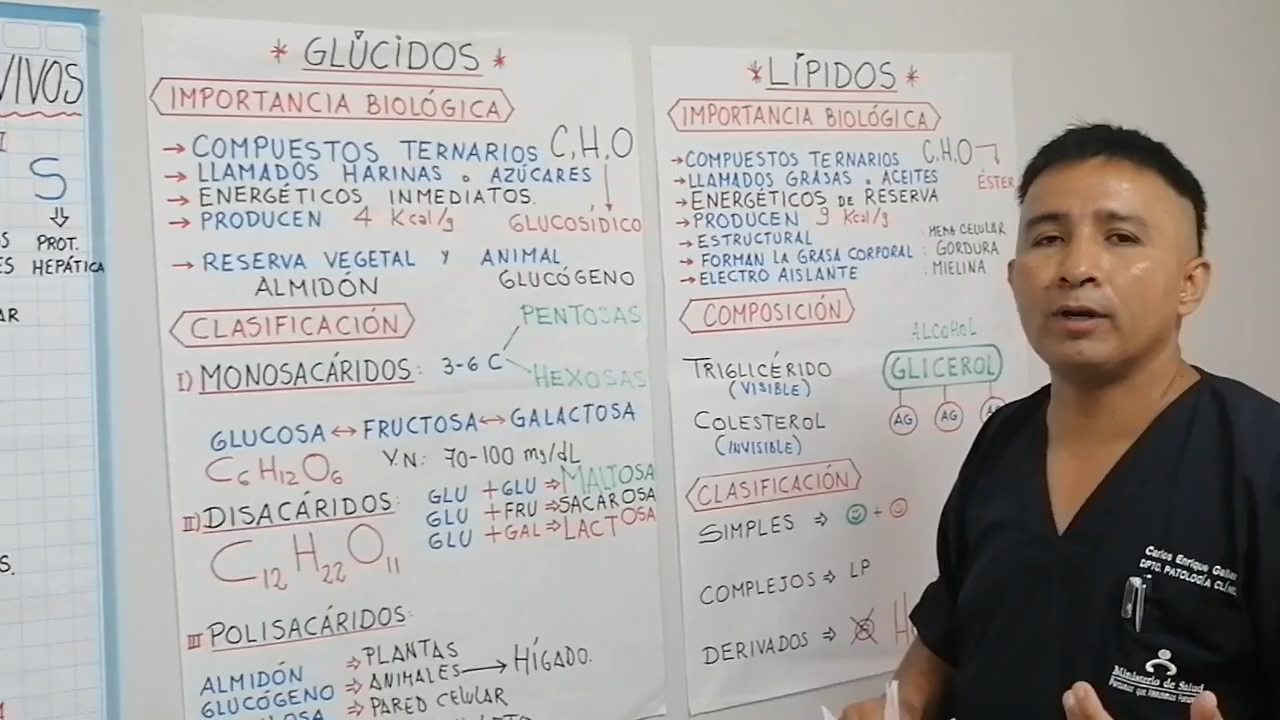 VIVOS
S
PROT.
HEPÁTICA
* GLÚCIDOS *
IMPORTANCIA BIOLÓGICA
→ COMPUESTOS TERNARIOS C,H,O
→ LLAMADOS HARINAS o AZÚCARES
→ ENERGÉTICOS INMEDIATOS.
→ PRODUCEN 4 Kcal/g GLUCOSÍDICO
→ RESERVA VEGETAL Y ANIMAL
ALMIDÓN GLUCÓGENO
CLASIFICACIÓN
PENTOSAS
I) MONOSACÁRIDOS: 3-6 C
HEXOSAS
GLUCOSA ↔ FRUCTOSA ↔ GALACTOSA
C6H12O6 V.N: 70-100 mg/dL
II) DISACÁRIDOS: GLU + GLU ⇒ MALTOSA
GLU + FRU ⇒ SACAROSA
GLU + GAL ⇒ LACTOSA
C12H22O11
III POLISACÁRIDOS:
ALMIDÓN ⇒ PLANTAS
GLUCÓGENO ⇒ ANIMALES → HÍGADO.
⇒ PARED CELULAR
* LÍPIDOS *
IMPORTANCIA BIOLÓGICA
→ COMPUESTOS TERNARIOS C,H,O
→ LLAMADOS GRASAS o ACEITES ÉSTER
→ ENERGÉTICOS DE RESERVA
→ PRODUCEN 9 Kcal/g
→ ESTRUCTURAL : MEMB CELULAR
→ FORMAN LA GRASA CORPORAL : GORDURA
→ ELECTRO AISLANTE : MIELINA
COMPOSICIÓN
ALCOHOL
TRIGLICÉRIDO GLICEROL
(VISIBLE)
COLESTEROL AG AG
(INVISIBLE)
CLASIFICACIÓN
SIMPLES ⇒ +
COMPLEJOS ⇒ LP
DERIVADOS ⇒
Carlos Enrique
DPTO. PATOLOGÍA
Ministerio de Salud